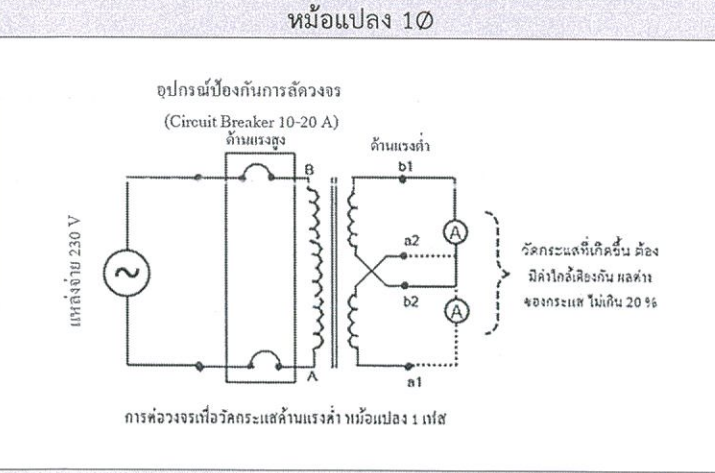 หม้อแปลง 1Ø
อุปกรณ์ป้องกันการลัดวงจร
(Circuit Breaker 10-20 A)
ด้านแรงสูง
ด้านแรงต่ำ
B
b1
A
a2
แหล่งจ่าย 230 V
~
b2
A
วัดกระแสที่เกิดขึ้น ต้อง
มีค่าใกล้เคียงกัน ผลต่าง
ของกระแส ไม่เกิน 20 %
A
a1
การต่อวงจรเพื่อวัดกระแสด้านแรงต่ำ หม้อแปลง 1 เฟส